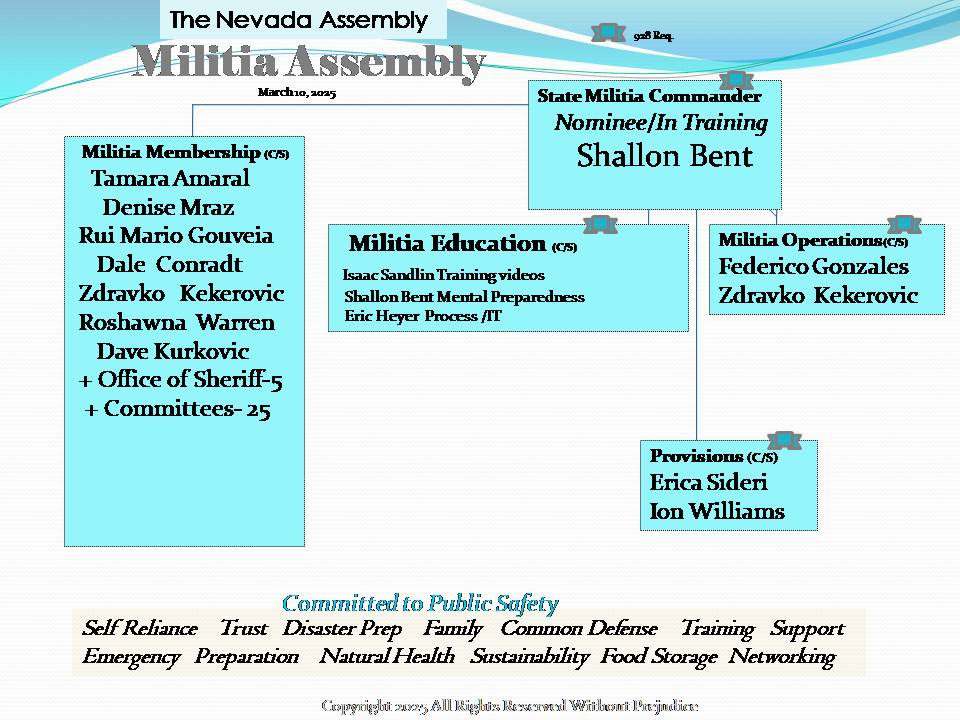 The Nevada Assembly
Militia Assembly
March 10, 2025
928 Req.
State Militia Commander
Nominee/In Training
Shallon Bent
Militia Membership (C/S)
Tamara Amaral
Denise Mraz
Rui Mario Gouveia
Dale Conradt
Zdravko Kekerovic
Roshawna Warren
Dave Kurkovic
+ Office of Sheriff-5
+ Committees- 25
Militia Education (C/S)
Isaac Sandlin Training videos
Shallon Bent Mental Preparedness
Eric Heyer Process /IT
Militia Operations(C/S)
Federico Gonzales
Zdravko Kekerovic
Provisions (C/S)
Erica Sideri
Ion Williams
Committed to Public Safety
Self Reliance Trust Disaster Prep Family Common Defense Training Support
Emergency Preparation Natural Health Sustainability Food Storage Networking
Copyright 2025 All Rights Reserved Without Prejudice